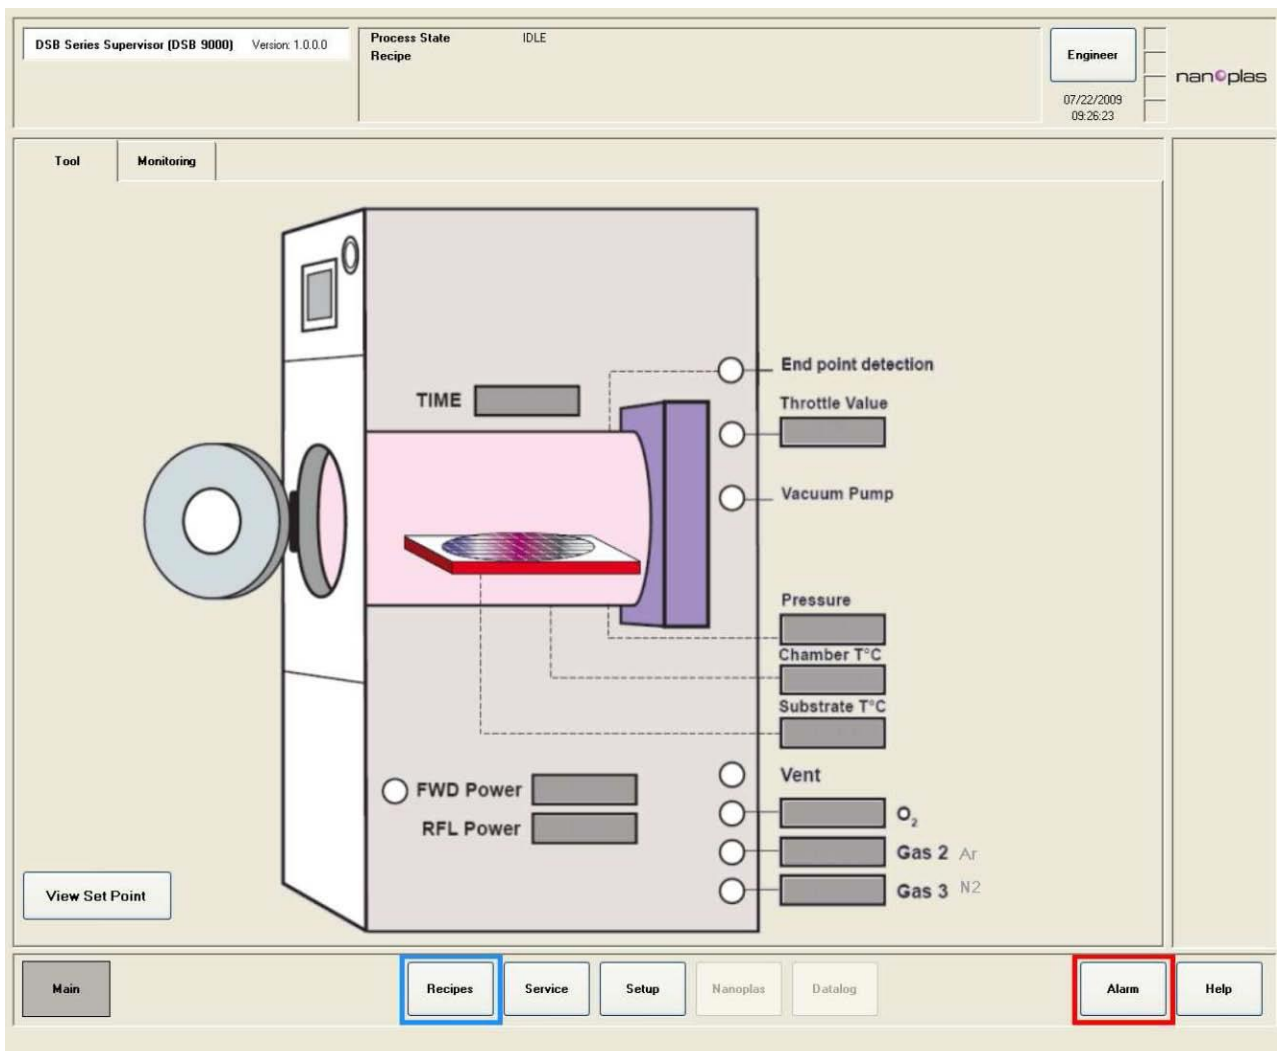 DSB Series Supervisor (DSB 9000) Version: 1.0.0.0
Process State IDLE
Recipe
Engineer
07/22/2009
09:26:23
nanoplas
Tool Monitoring
End point detection
TIME
Throttle Value
Vacuum Pump
Pressure
Chamber T°C
Substrate T°C
Vent
FWD Power
O2
RFL Power
Gas 2 Ar
Gas 3 N2
View Set Point
Main Recipes Service Setup Nanoplas Datalog Alarm Help